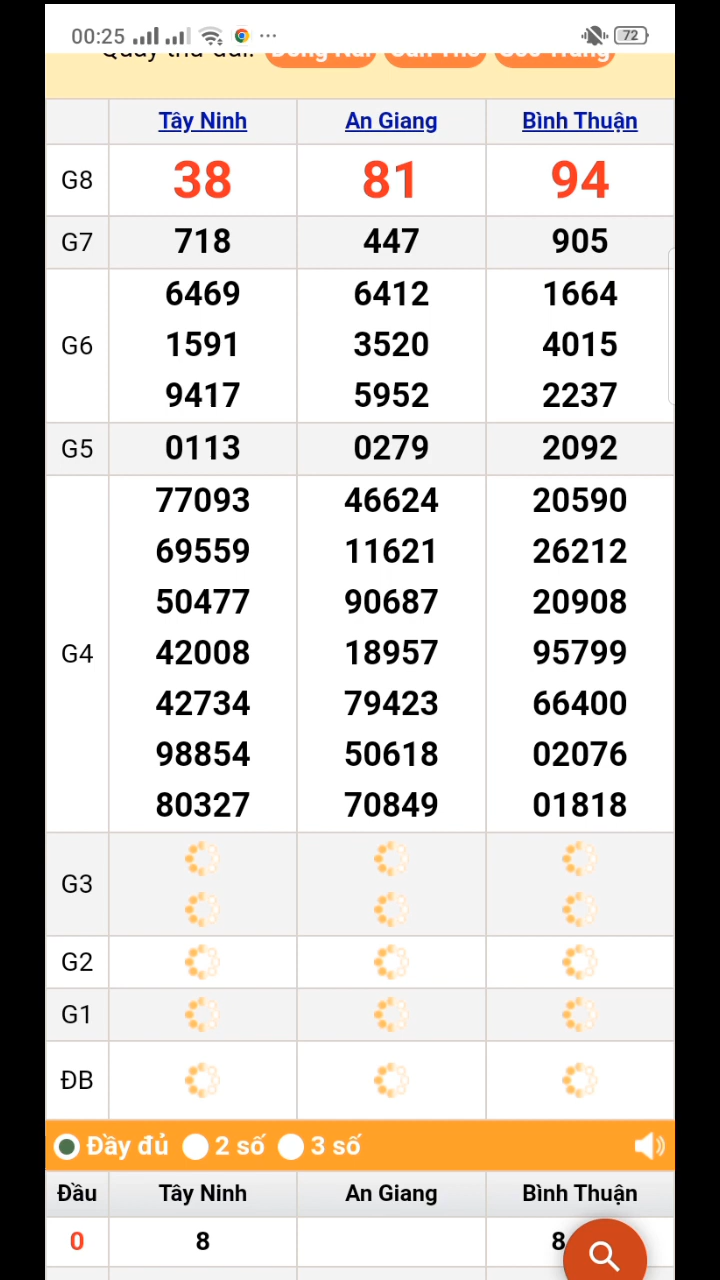 00:25 72
Tây Ninh An Giang Bình Thuận
G8 38 81 94
G7 718 447 905
6469 6412 1664
G6 1591 3520 4015
9417 5952 2237
G5 0113 0279 2092
77093 46624 20590
69559 11621 26212
50477 90687 20908
G4 42008 18957 95799
42734 79423 66400
98854 50618 02076
80327 70849 01818
G3
G2
G1
ĐB
Đầy đủ 2 số 3 số
Đầu Tây Ninh An Giang Bình Thuận
0 8 8